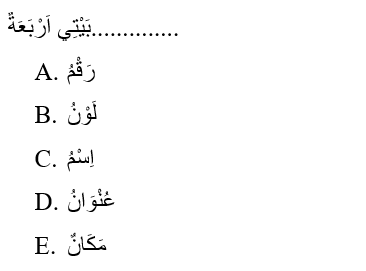 ..............بَيْتِي اَرْبَعَةٌ
A. رَقْمُ
B. لَوْنُ
C. اِسْمُ
D. عُنْوَانُ
E. مَكَانٌ